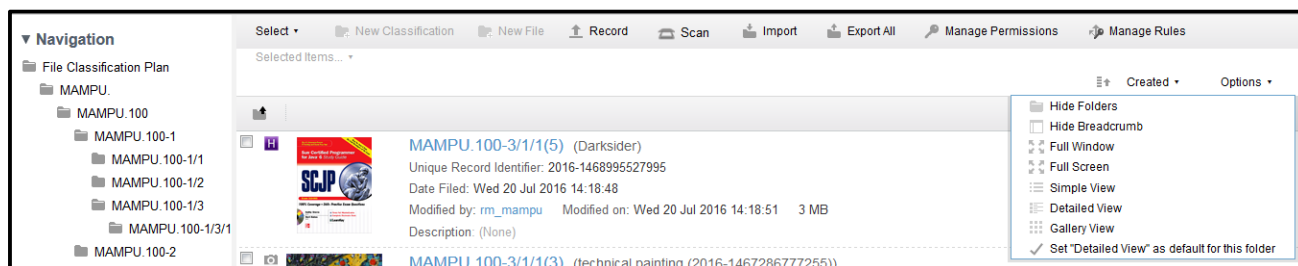 ▾ Navigation
File Classification Plan
MAMPU.
MAMPU.100
MAMPU.100-1
MAMPU.100-1/1
MAMPU.100-1/2
MAMPU.100-1/3
MAMPU.100-1/3/1
MAMPU.100-2
Select ▾ New Classification New File Record Scan Import Export All Manage Permissions Manage Rules
Selected Items... ▾
Created ▾ Options ▾
Hide Folders
Hide Breadcrumb
Full Window
Full Screen
Simple View
Detailed View
Gallery View
Set "Detailed View" as default for this folder
H
SCJP
MAMPU.100-3/1/1(5) (Darksider)
Unique Record Identifier: 2016-1468995527995
Date Filed: Wed 20 Jul 2016 14:18:48
Modified by: rm_mampu Modified on: Wed 20 Jul 2016 14:18:51 3 MB
Description: (None)
MAMPU.100-3/1/1(3) (technical painting (2016-1467286777255))